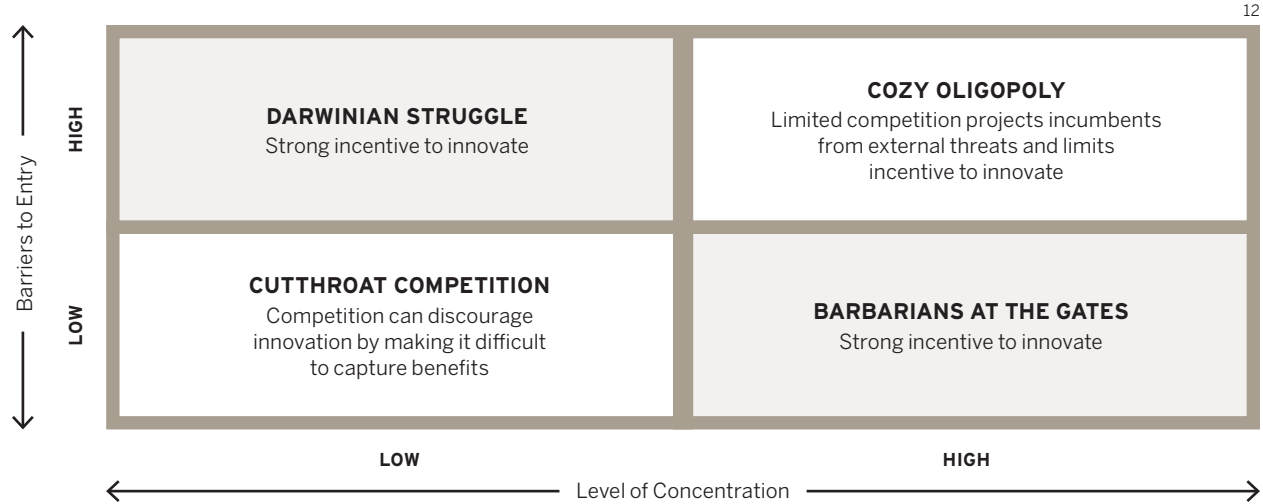 12
Barriers to Entry
HIGH
DARWINIAN STRUGGLE
Strong incentive to innovate
COZY OLIGOPOLY
Limited competition projects incumbents
from external threats and limits
incentive to innovate
LOW
CUTTHROAT COMPETITION
Competition can discourage
innovation by making it difficult
to capture benefits
BARBARIANS AT THE GATES
Strong incentive to innovate
LOW
HIGH
Level of Concentration